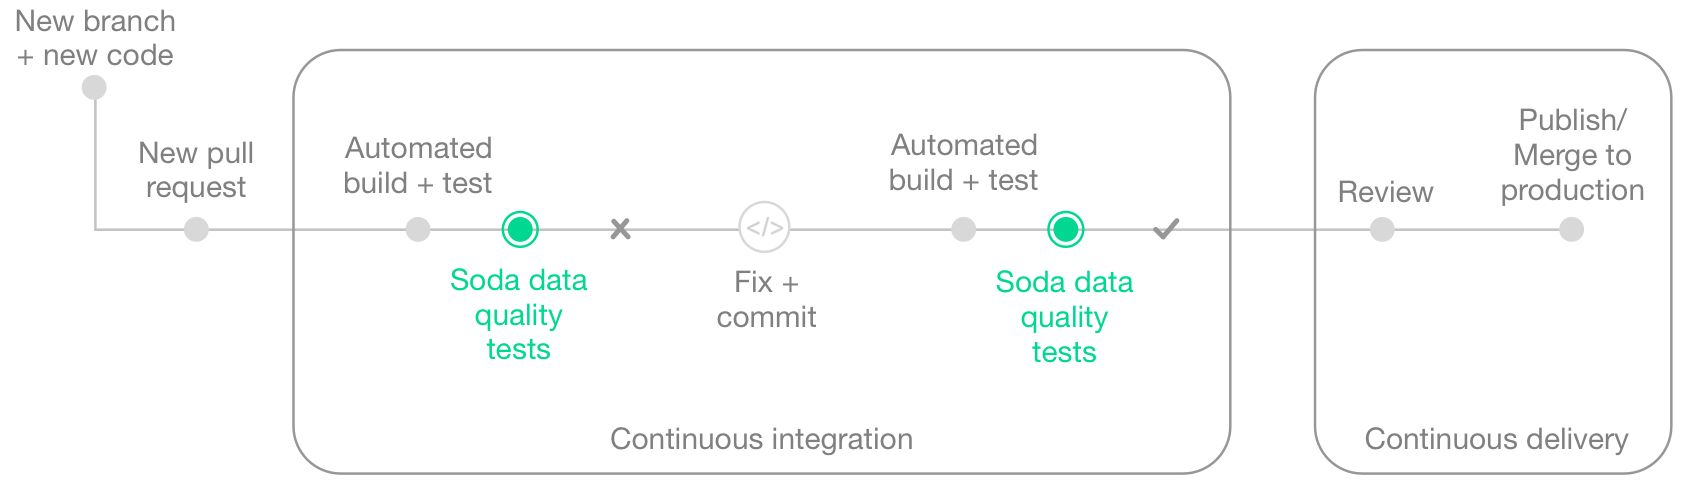 New branch
+ new code
New pull
request
Automated
build + test
Soda data
quality
tests
</>
Fix +
commit
Automated
build + test
Soda data
quality
tests
Continuous integration
Review
Publish/
Merge to
production
Continuous delivery